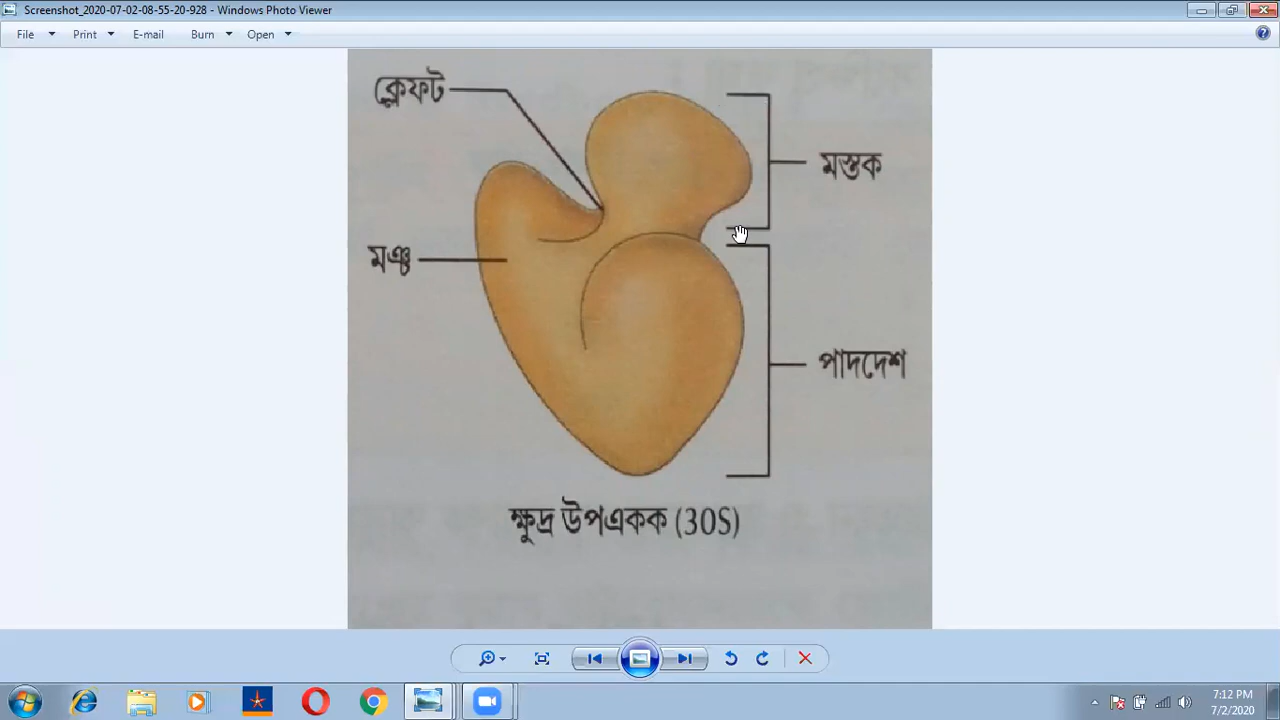 Screenshot_2020-07-02-08-55-20-928 - Windows Photo Viewer
File Print E-mail Burn Open
ক্লেফট
মস্তক
মঞ্চ
পাদদেশ
ক্ষুদ্র উপএকক (30S)
7:12 PM
7/2/2020